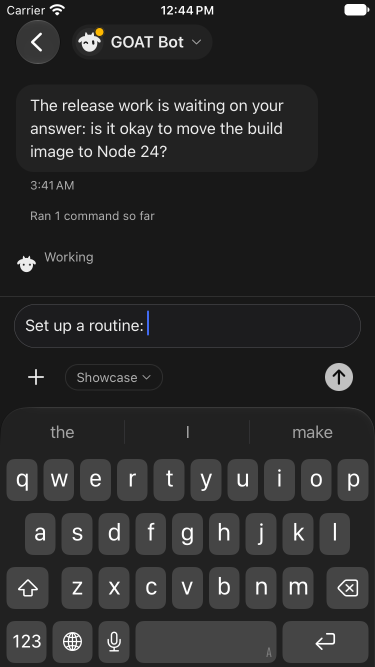 Carrier 12:44 PM
GOAT Bot
The release work is waiting on your
answer: is it okay to move the build
image to Node 24?
3:41 AM
Ran 1 command so far
Working
Set up a routine:
Showcase
the I make
q w e r t y u i o p
a s d f g h j k l
z x c v b n m
123
A